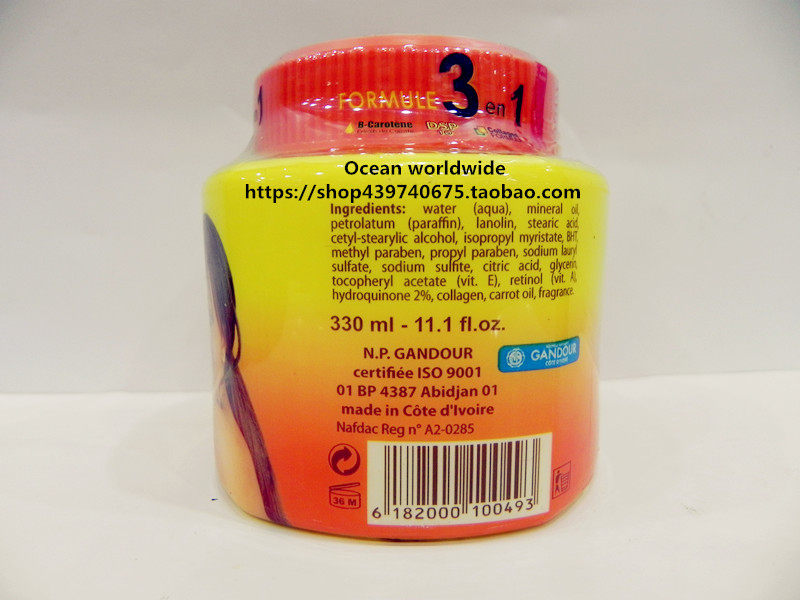 FORMULE 3 en 1
B-Carotène
DSP
Collagen
Ocean worldwide
https://shop439740675.taobao.com
Ingredients: water (aqua), mineral oil,
petrolatum (paraffin), lanolin, stearic acid,
cetyl-stearylic alcohol, isopropyl myristate, BHT,
methyl paraben, propyl paraben, sodium lauryl
sulfate, sodium sulfite, citric acid, glycerin,
tocopheryl acetate (vit. E), retinol (vit. A),
hydroquinone 2%, collagen, carrot oil, fragrance.
330 ml - 11.1 fl.oz.
N.P. GANDOUR
certifiée ISO 9001
01 BP 4387 Abidjan 01
made in Côte d'Ivoire
Nafdac Reg n° A2-0285
GANDOUR
36 M
6 182000 100493